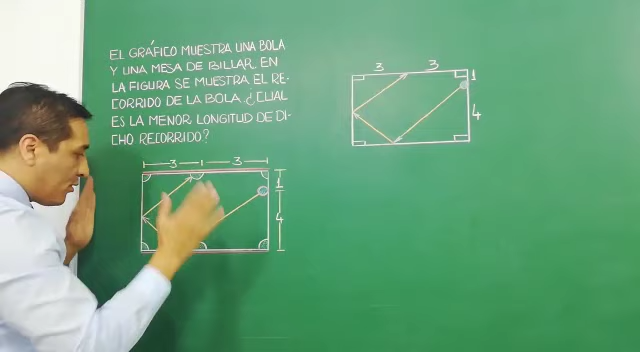 EL GRÁFICO MUESTRA UNA BOLA
Y UNA MESA DE BILLAR. EN
LA FIGURA SE MUESTRA EL RE-
CORRIDO DE LA BOLA. ¿CUAL
ES LA MENOR LONGITUD DE DI-
CHO RECORRIDO?
3 3
1
4
3 3
1
4